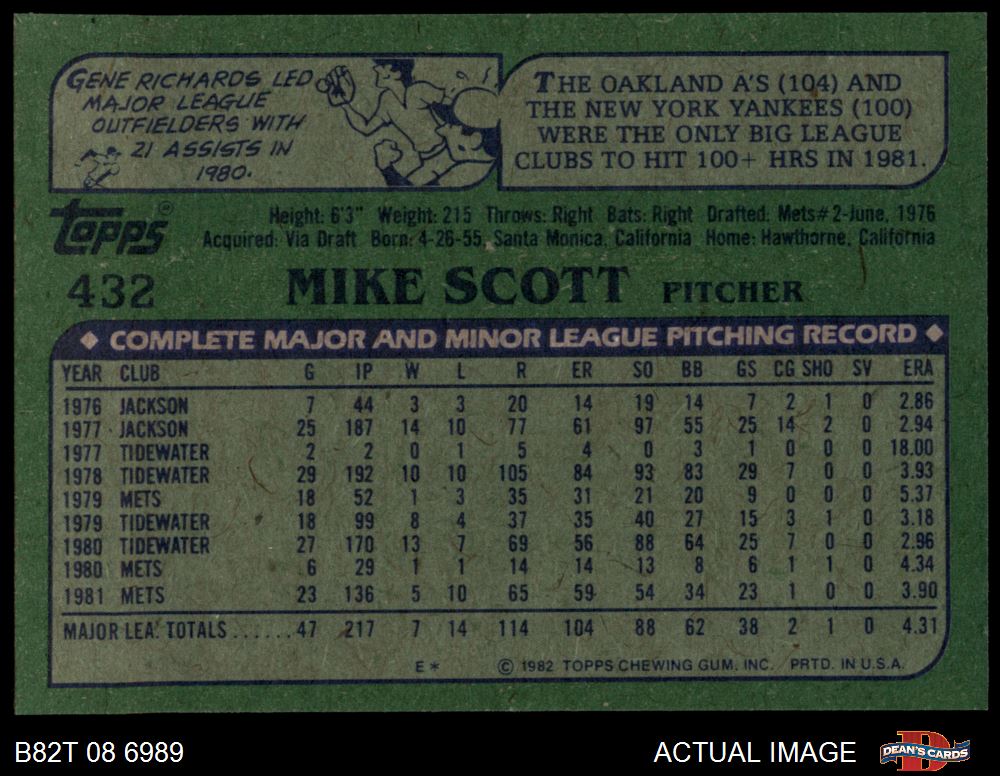 GENE RICHARDS LED
MAJOR LEAGUE
OUTFIELDERS WITH
21 ASSISTS IN
1980.
THE OAKLAND A'S (104) AND
THE NEW YORK YANKEES (100)
WERE THE ONLY BIG LEAGUE
CLUBS TO HIT 100+ HRS IN 1981.
Topps®
Height: 6'3" Weight: 215 Throws: Right Bats: Right Drafted: Mets#2-June, 1976
Acquired: Via Draft Born: 4-26-55, Santa Monica, California Home: Hawthorne, California
432 MIKE SCOTT PITCHER
◆ COMPLETE MAJOR AND MINOR LEAGUE PITCHING RECORD ◆
YEAR CLUB G IP W L R ER SO BB GS CG SHO SV ERA
1976 JACKSON 7 44 3 3 20 14 19 14 7 2 1 0 2.86
1977 JACKSON 25 187 14 10 77 61 97 55 25 14 2 0 2.94
1977 TIDEWATER 2 2 0 1 5 4 0 3 1 0 0 0 18.00
1978 TIDEWATER 29 192 10 10 105 84 93 83 29 7 0 0 3.93
1979 METS 18 52 1 3 35 31 21 20 9 0 0 0 5.37
1979 TIDEWATER 18 99 8 4 37 35 40 27 15 3 1 0 3.18
1980 TIDEWATER 27 170 13 7 69 56 88 64 25 7 0 0 2.96
1980 METS 6 29 1 1 14 14 13 8 6 1 1 0 4.34
1981 METS 23 136 5 10 65 59 54 34 23 1 0 0 3.90
MAJOR LEA. TOTALS......47 217 7 14 114 104 88 62 38 2 1 0 4.31
E* © 1982 TOPPS CHEWING GUM, INC. PRTD. IN U.S.A.
B82T 08 6989 ACTUAL IMAGE D DEAN'S CARDS